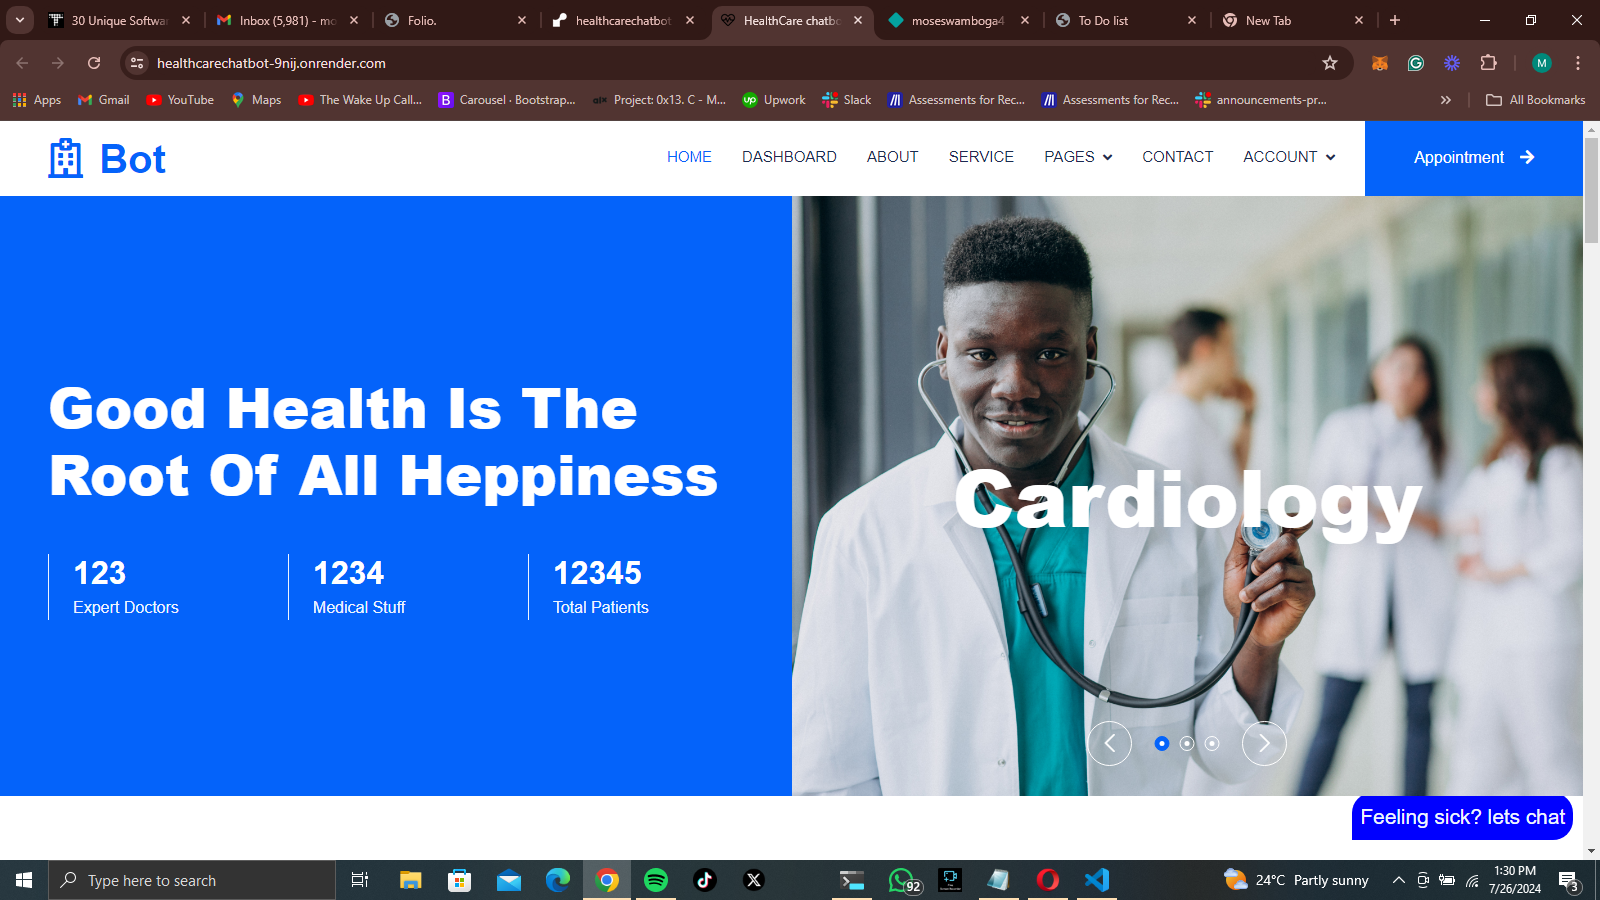 30 Unique Softwar
Inbox (5,981) - mo
Folio.
healthcarechatbot
HealthCare chatbo
moseswamboga4
To Do list
New Tab
healthcarechatbot-9nij.onrender.com
M
Apps
Gmail
YouTube
Maps
The Wake Up Call...
B
Carousel · Bootstrap...
Project: 0x13. C - M...
up
Upwork
Slack
Assessments for Rec...
Assessments for Rec...
announcements-pr...
All Bookmarks
Bot
HOME
DASHBOARD
ABOUT
SERVICE
PAGES
CONTACT
ACCOUNT
Appointment
Good Health Is The
Root Of All Heppiness
123
Expert Doctors
1234
Medical Stuff
12345
Total Patients
Cardiology
Feeling sick? lets chat
Type here to search
92
24°C Partly sunny
1:30 PM
7/26/2024
3